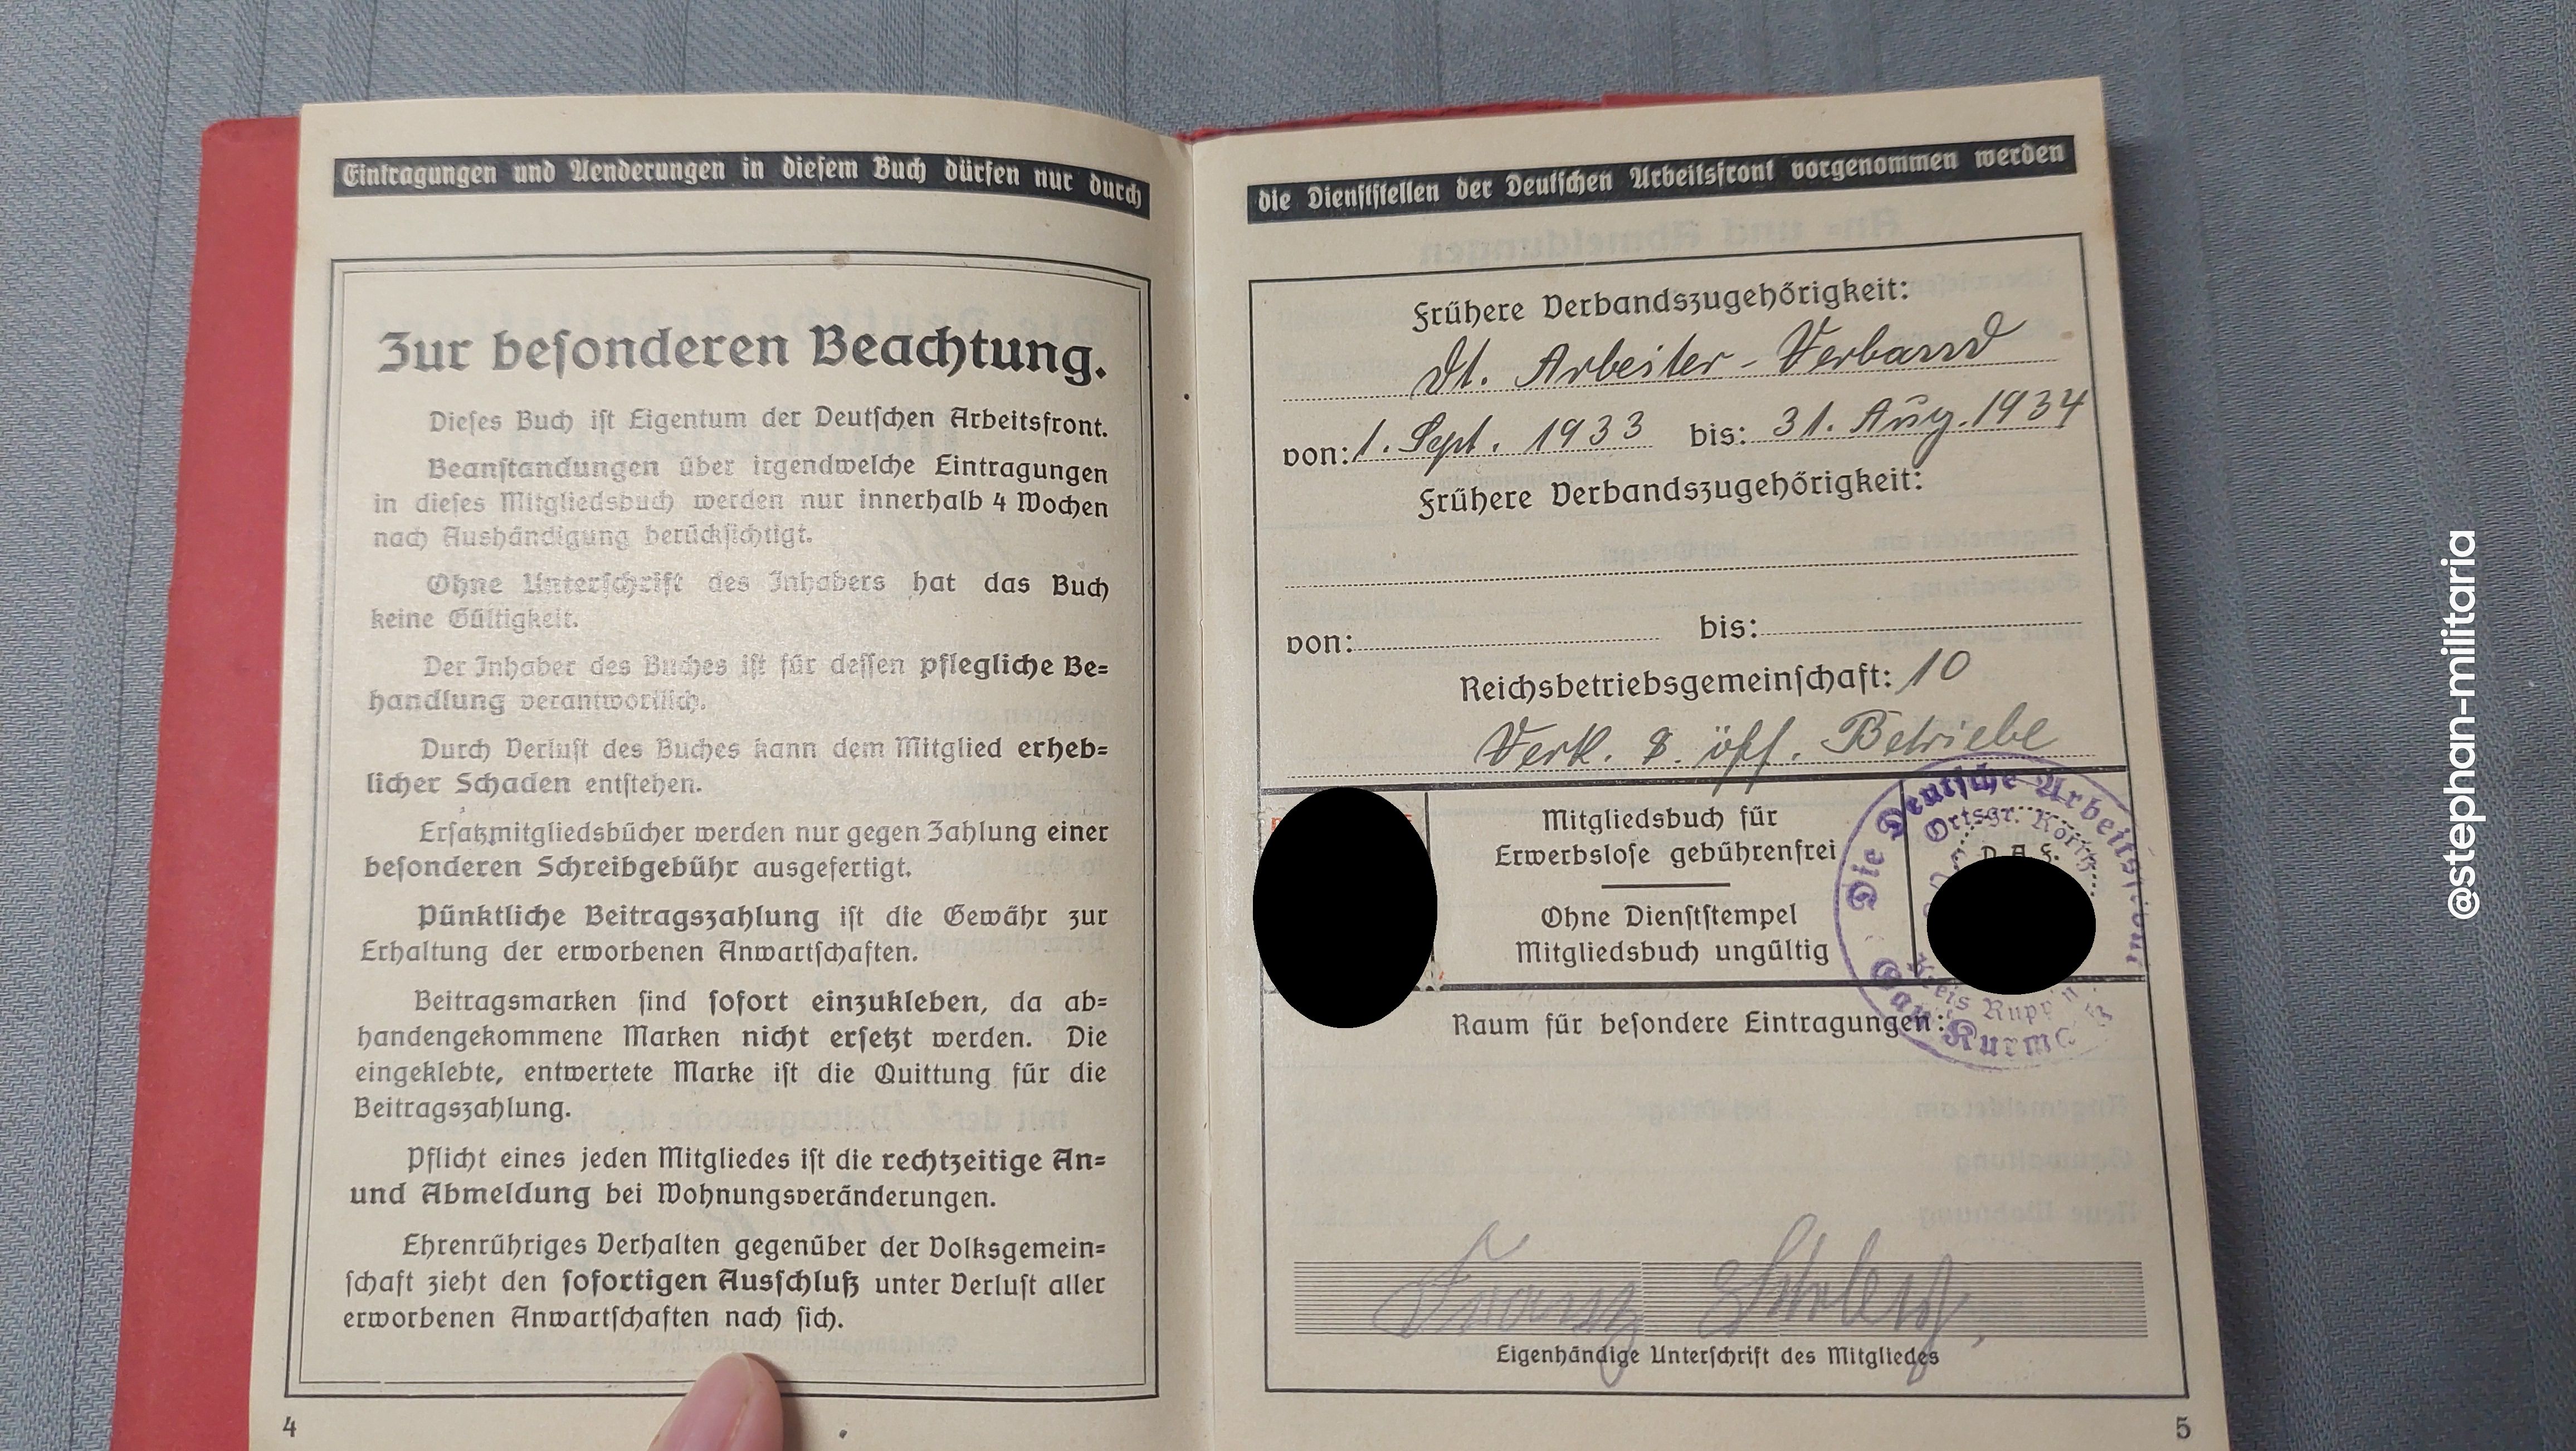 Eintragungen und Aenderungen in dieſem Buch dürfen nur durch
Zur beſonderen Beachtung.
Dieſes Buch iſt Eigentum der Deutſchen Arbeitsfront.
Beanſtandungen über irgendwelche Eintragungen
in dieſes Mitgliedsbuch werden nur innerhalb 4 Wochen
nach Aushändigung berückſichtigt.
Ohne Unterſchrift des Inhabers hat das Buch
keine Gültigkeit.
Der Inhaber des Buches iſt für deſſen pflegliche Be-
handlung verantwortlich.
Durch Verluſt des Buches kann dem Mitglied erheb-
licher Schaden entſtehen.
Erſatzmitgliedsbücher werden nur gegen Zahlung einer
beſonderen Schreibgebühr ausgefertigt.
Pünktliche Beitragszahlung iſt die Gewähr zur
Erhaltung der erworbenen Anwartſchaften.
Beitragsmarken ſind ſofort einzukleben, da ab-
handengekommene Marken nicht erſetzt werden. Die
eingeklebte, entwertete Marke iſt die Quittung für die
Beitragszahlung.
Pflicht eines jeden Mitgliedes iſt die rechtzeitige An-
und Abmeldung bei Wohnungsveränderungen.
Ehrenrühriges Verhalten gegenüber der Volksgemein-
ſchaft zieht den ſofortigen Ausſchluß unter Verluſt aller
erworbenen Anwartſchaften nach ſich.
4
die Dienſtſtellen der Deutſchen Arbeitsfront vorgenommen werden
Frühere Verbandszugehörigkeit:
Dt. Arbeiter-Verband
von: 1. Sept. 1933 bis: 31. Aug. 1934
Frühere Verbandszugehörigkeit:
von: bis:
Reichsbetriebsgemeinſchaft: 10
Verk. & öff. Betriebe
Mitgliedsbuch für
Erwerbsloſe gebührenfrei
Ohne Dienſtſtempel
Mitgliedsbuch ungültig
Die Deutſche Arbeitsfront
Ortsgr.
D. A. F.
Kreis Ruppin
Raum für beſondere Eintragungen:
Franz
Eigenhändige Unterſchrift des Mitgliedes
5
@stephan-militaria